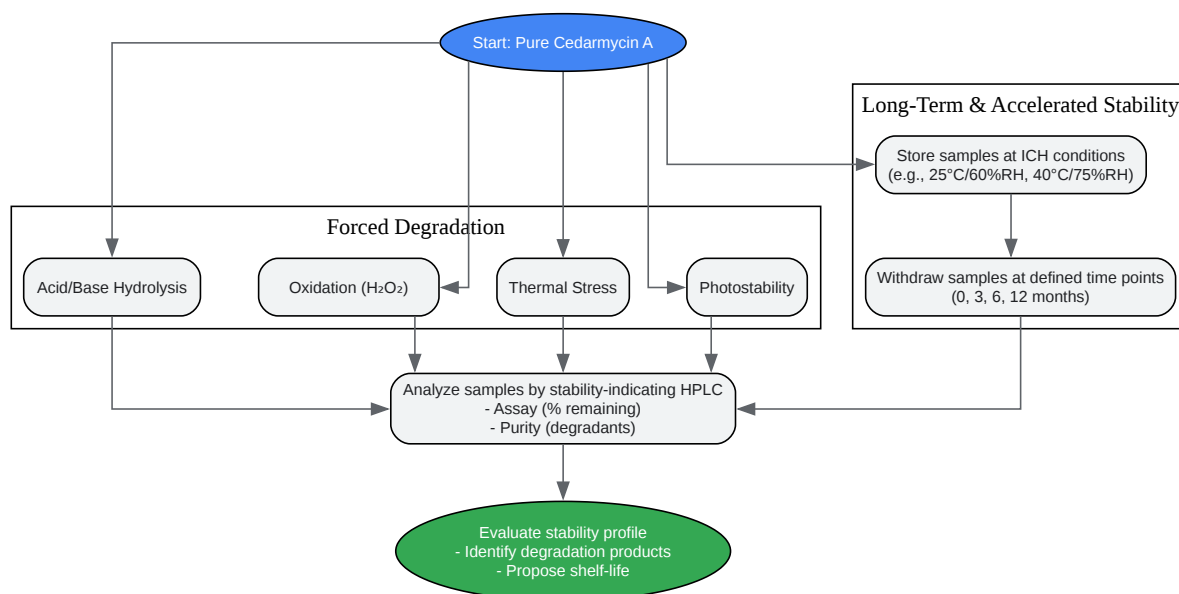 Start: Pure Cedarmycin A
Long-Term & Accelerated Stability
Store samples at ICH conditions
(e.g., 25°C/60%RH, 40°C/75%RH)
Forced Degradation
Acid/Base Hydrolysis
Oxidation (H₂O₂)
Thermal Stress
Photostability
Withdraw samples at defined time points
(0, 3, 6, 12 months)
Analyze samples by stability-indicating HPLC
- Assay (% remaining)
- Purity (degradants)
Evaluate stability profile
- Identify degradation products
- Propose shelf-life